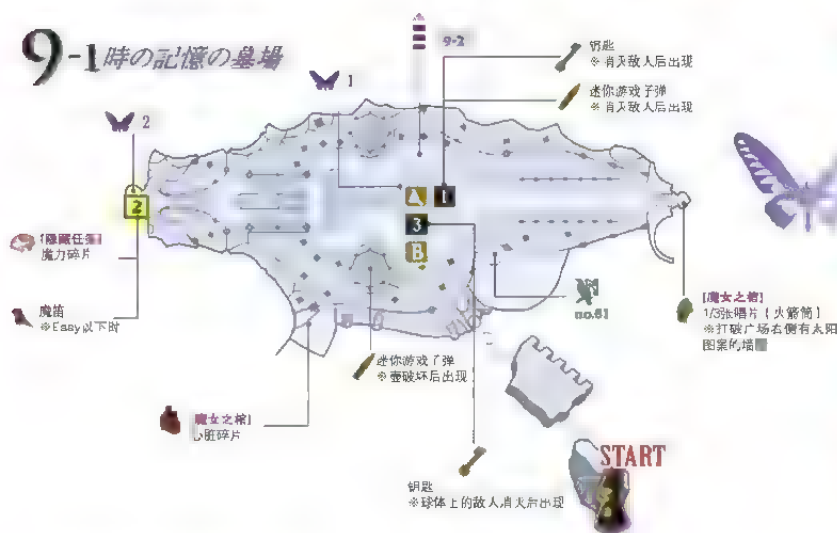 9-1 時の記憶の墓場
9-2
钥匙
※消灭敌人后出现
迷你游戏子弹
※消灭敌人后出现
1
2
2
A
1
3
B
[隐藏任务]
魔力碎片
魔笛
※Easy以下时
no.61
[魔女之棺]
1/3张唱片(火箭筒)
※打破广场右侧有太阳
图案的墙
迷你游戏子弹
※壶破坏后出现
[魔女之棺]
心脏碎片
START
钥匙
※球体上的敌人消灭后出现